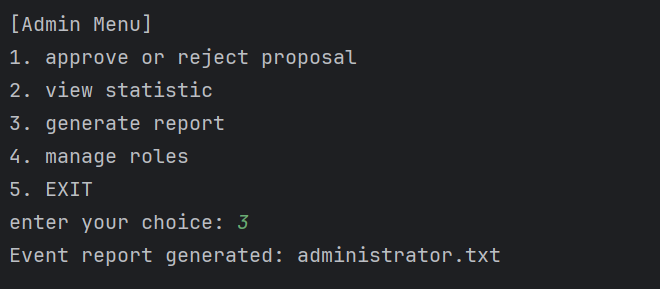 [Admin Menu]
1. approve or reject proposal
2. view statistic
3. generate report
4. manage roles
5. EXIT
enter your choice: 3
Event report generated: administrator.txt